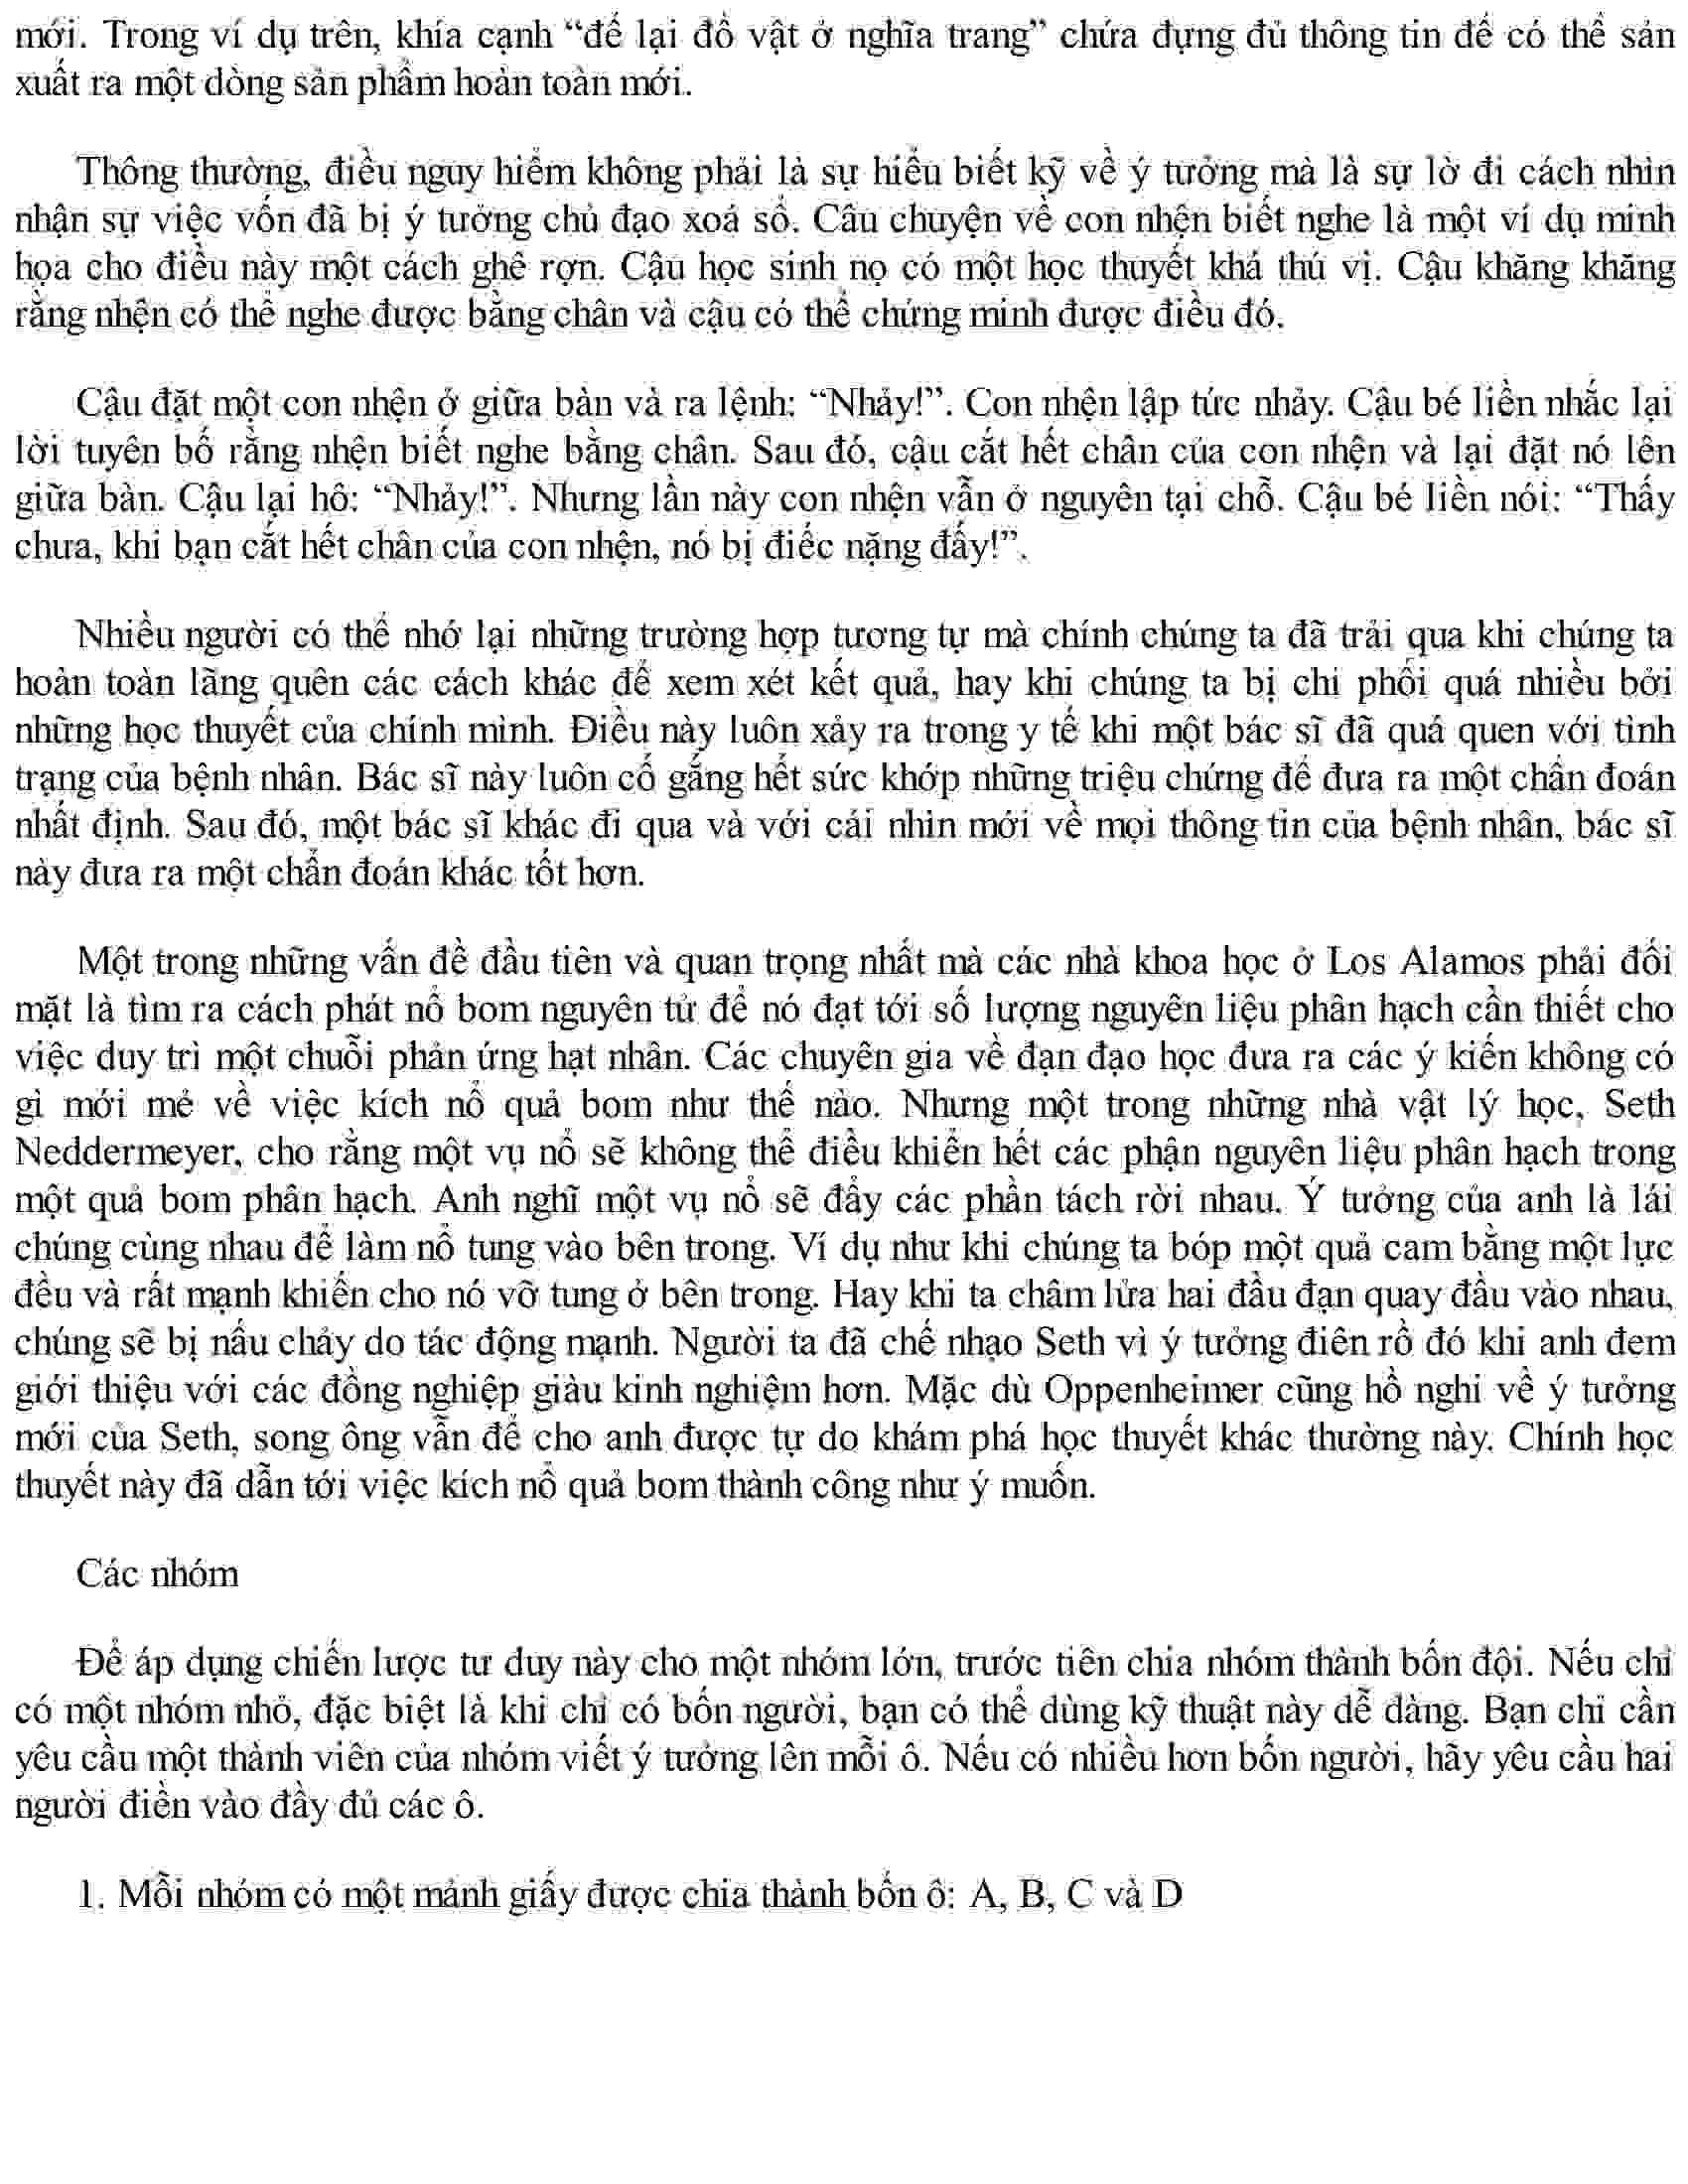 mới. Trong ví dụ trên, khía cạnh “để lại đồ vật ở nghĩa trang” chứa đựng đủ thông tin để có thể sản
xuất ra một dòng sản phẩm hoàn toàn mới.
Thông thường, điều nguy hiểm không phải là sự hiểu biết kỹ về ý tưởng mà là sự lờ đi cách nhìn
nhận sự việc vốn đã bị ý tưởng chủ đạo xoá sổ. Câu chuyện về con nhện biết nghe là một ví dụ minh
họa cho điều này một cách ghê rợn. Cậu học sinh nọ có một học thuyết khá thú vị. Cậu khăng khăng
rằng nhện có thể nghe được bằng chân và cậu có thể chứng minh được điều đó.
Cậu đặt một con nhện ở giữa bàn và ra lệnh: “Nhảy!”. Con nhện lập tức nhảy. Cậu bé liền nhắc lại
lời tuyên bố rằng nhện biết nghe bằng chân. Sau đó, cậu cắt hết chân của con nhện và lại đặt nó lên
giữa bàn. Cậu lại hô: “Nhảy!”. Nhưng lần này con nhện vẫn ở nguyên tại chỗ. Cậu bé liền nói: “Thấy
chưa, khi bạn cắt hết chân của con nhện, nó bị điếc nặng đấy!”.
Nhiều người có thể nhớ lại những trường hợp tương tự mà chính chúng ta đã trải qua khi chúng ta
hoàn toàn lãng quên các cách khác để xem xét kết quả, hay khi chúng ta bị chi phối quá nhiều bởi
những học thuyết của chính mình. Điều này luôn xảy ra trong y tế khi một bác sĩ đã quá quen với tình
trạng của bệnh nhân. Bác sĩ này luôn cố gắng hết sức khớp những triệu chứng để đưa ra một chẩn đoán
nhất định. Sau đó, một bác sĩ khác đi qua và với cái nhìn mới về mọi thông tin của bệnh nhân, bác sĩ
này đưa ra một chẩn đoán khác tốt hơn.
Một trong những vấn đề đầu tiên và quan trọng nhất mà các nhà khoa học ở Los Alamos phải đối
mặt là tìm ra cách phát nổ bom nguyên tử để nó đạt tới số lượng nguyên liệu phân hạch cần thiết cho
việc duy trì một chuỗi phản ứng hạt nhân. Các chuyên gia về đạn đạo học đưa ra các ý kiến không có
gì mới mẻ về việc kích nổ quả bom như thế nào. Nhưng một trong những nhà vật lý học, Seth
Neddermeyer, cho rằng một vụ nổ sẽ không thể điều khiển hết các phận nguyên liệu phân hạch trong
một quả bom phân hạch. Anh nghĩ một vụ nổ sẽ đẩy các phần tách rời nhau. Ý tưởng của anh là lái
chúng cùng nhau để làm nổ tung vào bên trong. Ví dụ như khi chúng ta bóp một quả cam bằng một lực
đều và rất mạnh khiến cho nó vỡ tung ở bên trong. Hay khi ta châm lửa hai đầu đạn quay đầu vào nhau,
chúng sẽ bị nấu chảy do tác động mạnh. Người ta đã chế nhạo Seth vì ý tưởng điên rồ đó khi anh đem
giới thiệu với các đồng nghiệp giàu kinh nghiệm hơn. Mặc dù Oppenheimer cũng hồ nghi về ý tưởng
mới của Seth, song ông vẫn để cho anh được tự do khám phá học thuyết khác thường này. Chính học
thuyết này đã dẫn tới việc kích nổ quả bom thành công như ý muốn.
Các nhóm
Để áp dụng chiến lược tư duy này cho một nhóm lớn, trước tiên chia nhóm thành bốn đội. Nếu chỉ
có một nhóm nhỏ, đặc biệt là khi chỉ có bốn người, bạn có thể dùng kỹ thuật này dễ dàng. Bạn chỉ cần
yêu cầu một thành viên của nhóm viết ý tưởng lên mỗi ô. Nếu có nhiều hơn bốn người, hãy yêu cầu hai
người điền vào đầy đủ các ô.
1. Mỗi nhóm có một mảnh giấy được chia thành bốn ô: A, B, C và D